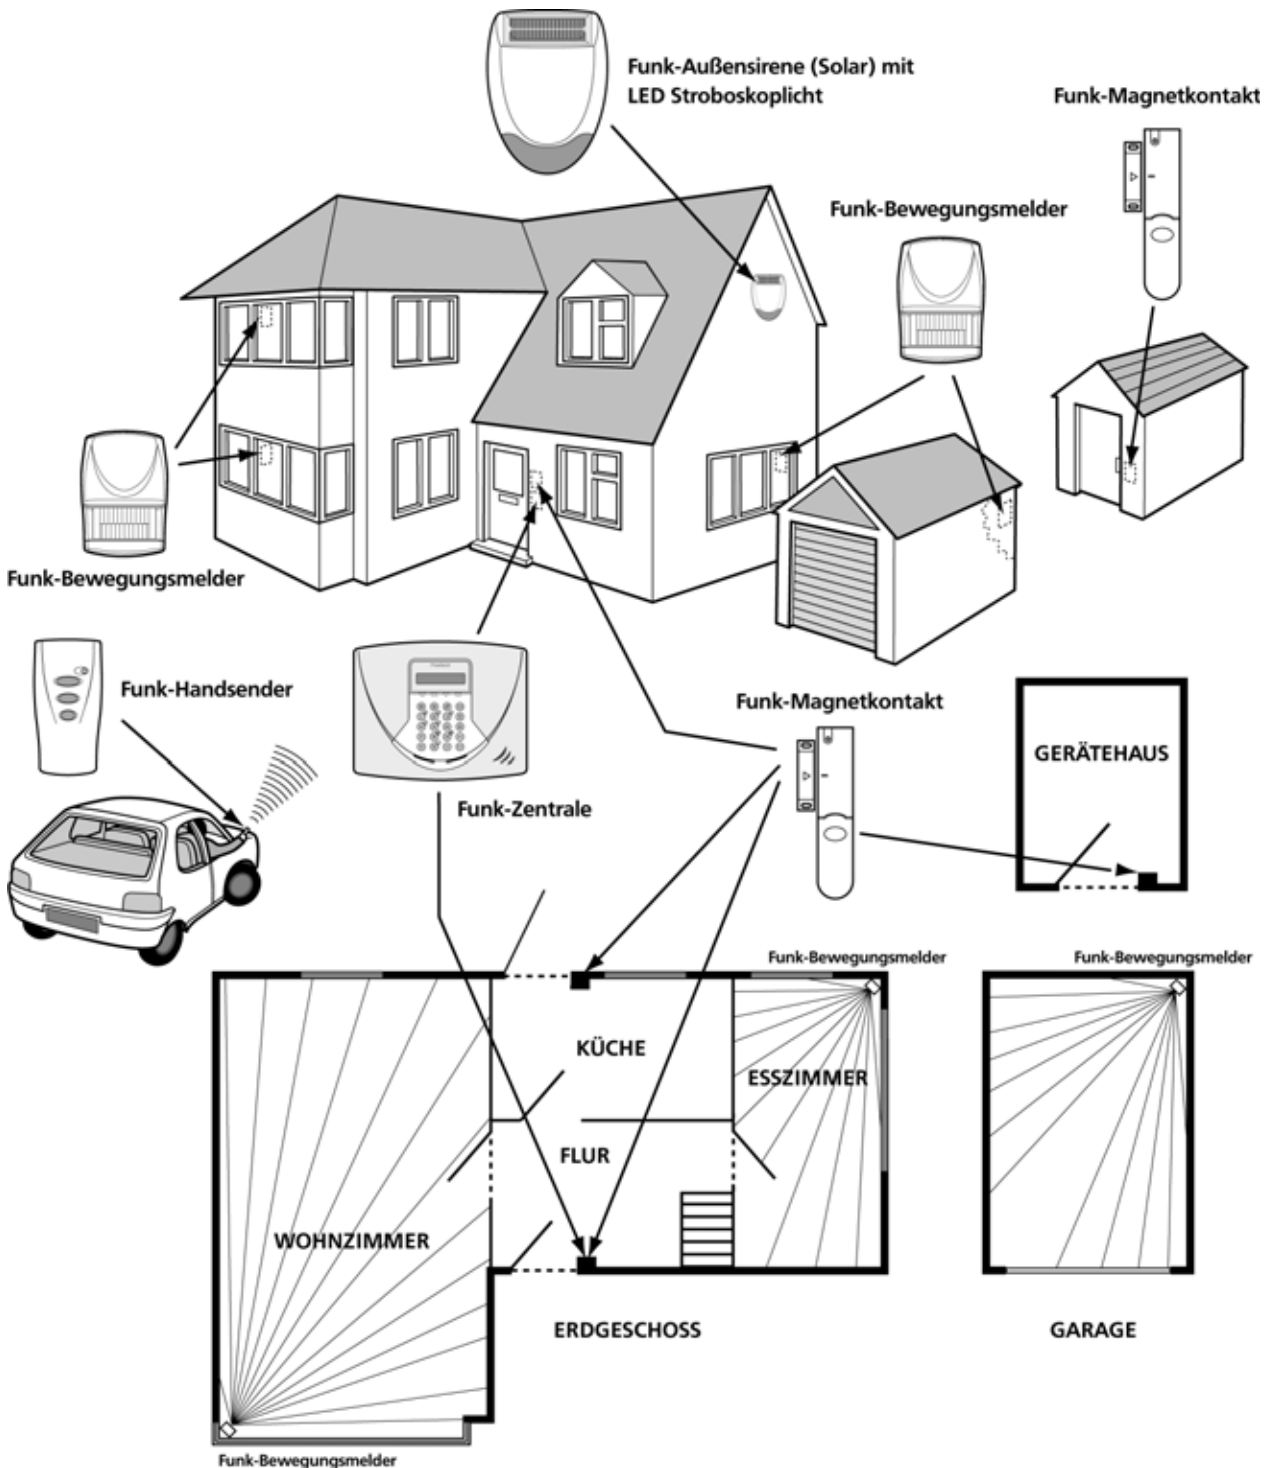 Funk-Außensirene (Solar) mit
LED Stroboskoplicht
Funk-Magnetkontakt
Funk-Bewegungsmelder
Funk-Bewegungsmelder
Funk-Handsender
Funk-Zentrale
Funk-Magnetkontakt
GERÄTEHAUS
Funk-Bewegungsmelder
Funk-Bewegungsmelder
KÜCHE
ESSZIMMER
FLUR
WOHNZIMMER
ERDGESCHOSS
GARAGE
Funk-Bewegungsmelder